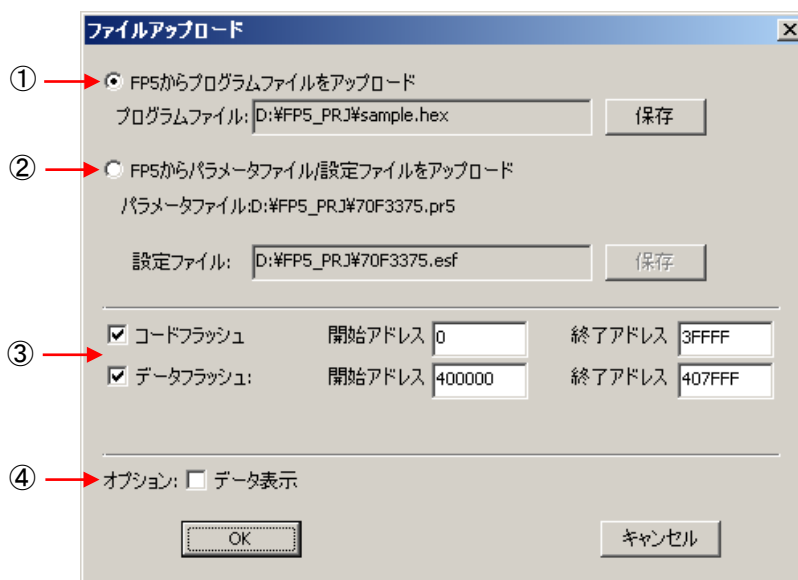 ファイルアップロード
① FP5からプログラムファイルをアップロード
プログラムファイル: D:¥FP5_PRJ¥sample.hex 保存
② FP5からパラメータファイル/設定ファイルをアップロード
パラメータファイル:D:¥FP5_PRJ¥70F3375.pr5
設定ファイル: D:¥FP5_PRJ¥70F3375.esf 保存
③
コードフラッシュ 開始アドレス 0 終了アドレス 3FFFF
データフラッシュ: 開始アドレス 400000 終了アドレス 407FFF
④ オプション: データ表示
OK キャンセル